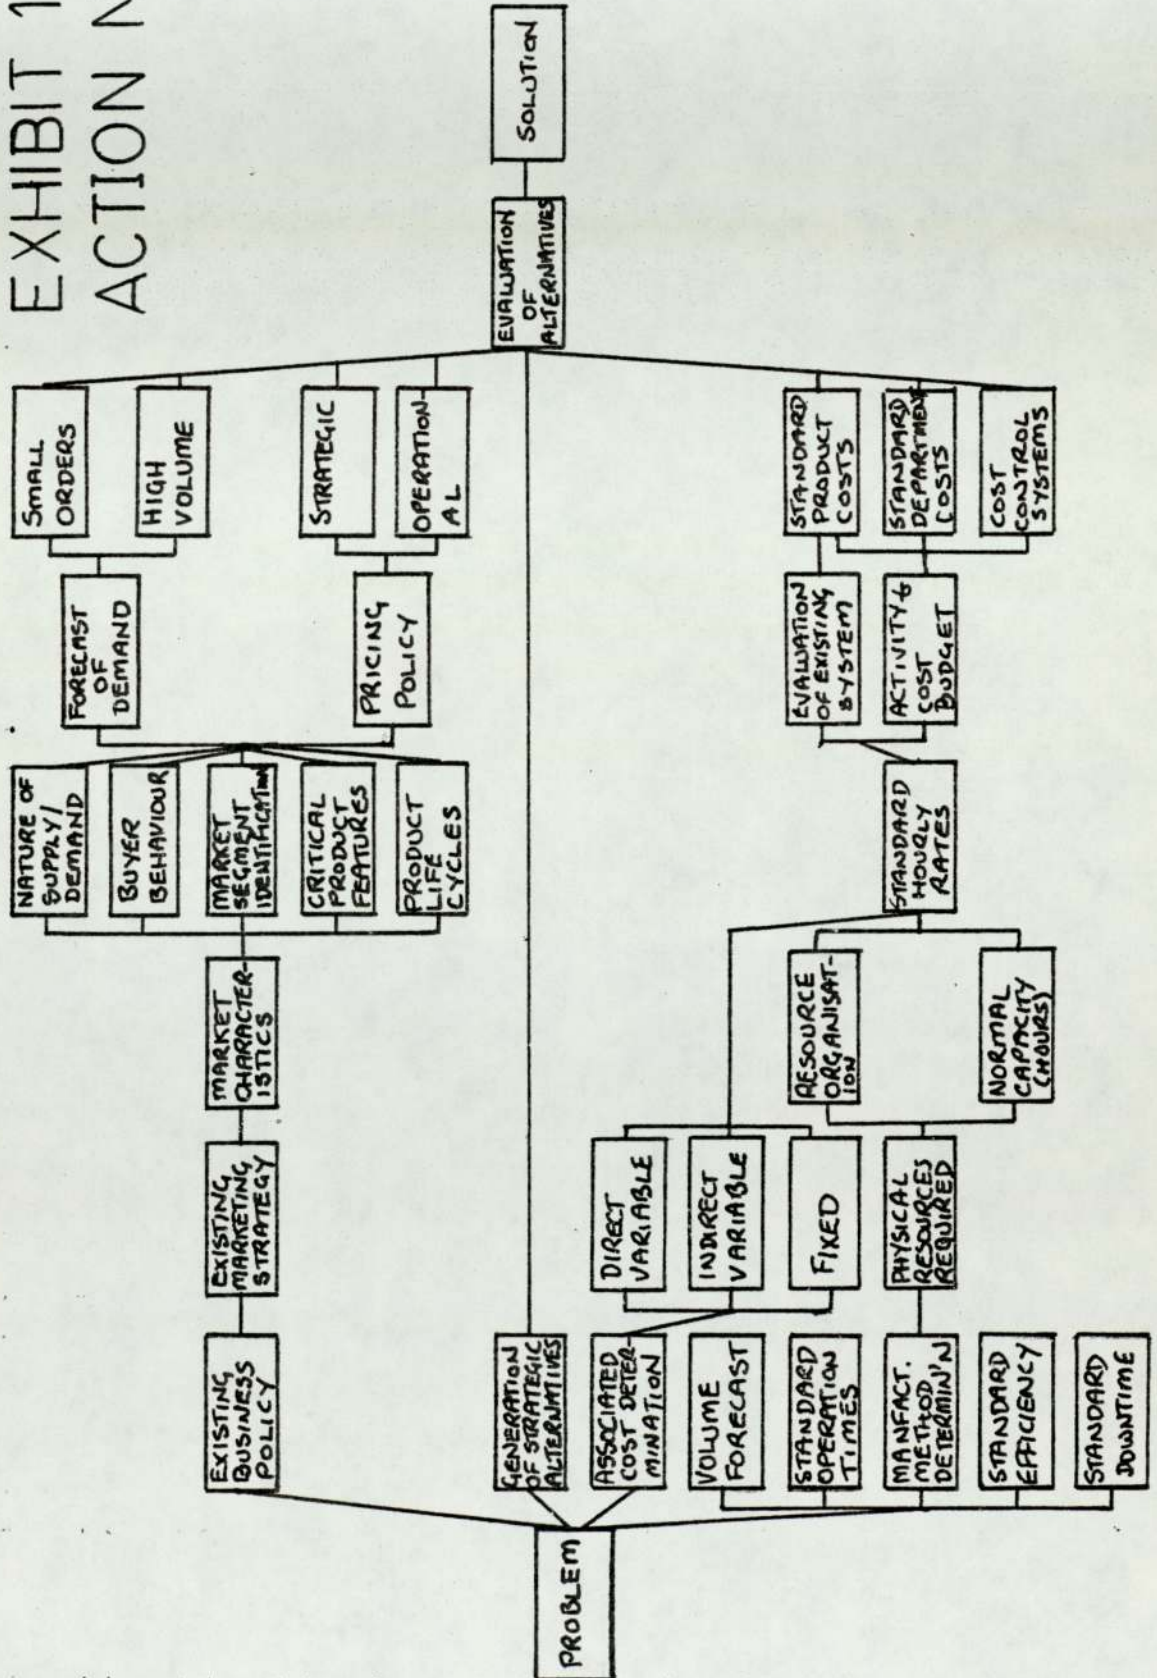 EXHIBIT 1
ACTION N
PROBLEM
EXISTING
BUSINESS
POLICY
EXISTING
MARKETING
STRATEGY
MARKET
CHARACTER-
ISTICS
NATURE OF
SUPPLY/
DEMAND
BUYER
BEHAVIOUR
MARKET
SEGMENT
IDENTIFICATION
CRITICAL
PRODUCT
FEATURES
PRODUCT
LIFE
CYCLES
FORECAST
OF
DEMAND
PRICING
POLICY
SMALL
ORDERS
HIGH
VOLUME
STRATEGIC
OPERATION-
AL
GENERATION
OF STRATEGIC
ALTERNATIVES
EVALUATION
OF
ALTERNATIVES
SOLUTION
ASSOCIATED
COST DETER-
MINATION
DIRECT
VARIABLE
INDIRECT
VARIABLE
FIXED
VOLUME
FORECAST
STANDARD
OPERATION
TIMES
MANFACT.
METHOD
DETERMIN'N
STANDARD
EFFICIENCY
STANDARD
DOWNTIME
PHYSICAL
RESOURCES
REQUIRED
RESOURCE
ORGANISAT-
ION
NORMAL
CAPACITY
(HOURS)
STANDARD
HOURLY
RATES
EVALUATION
OF EXISTING
SYSTEM
ACTIVITY &
COST
BUDGET
STANDARD
PRODUCT
COSTS
STANDARD
DEPARTMENT
COSTS
COST
CONTROL
SYSTEMS